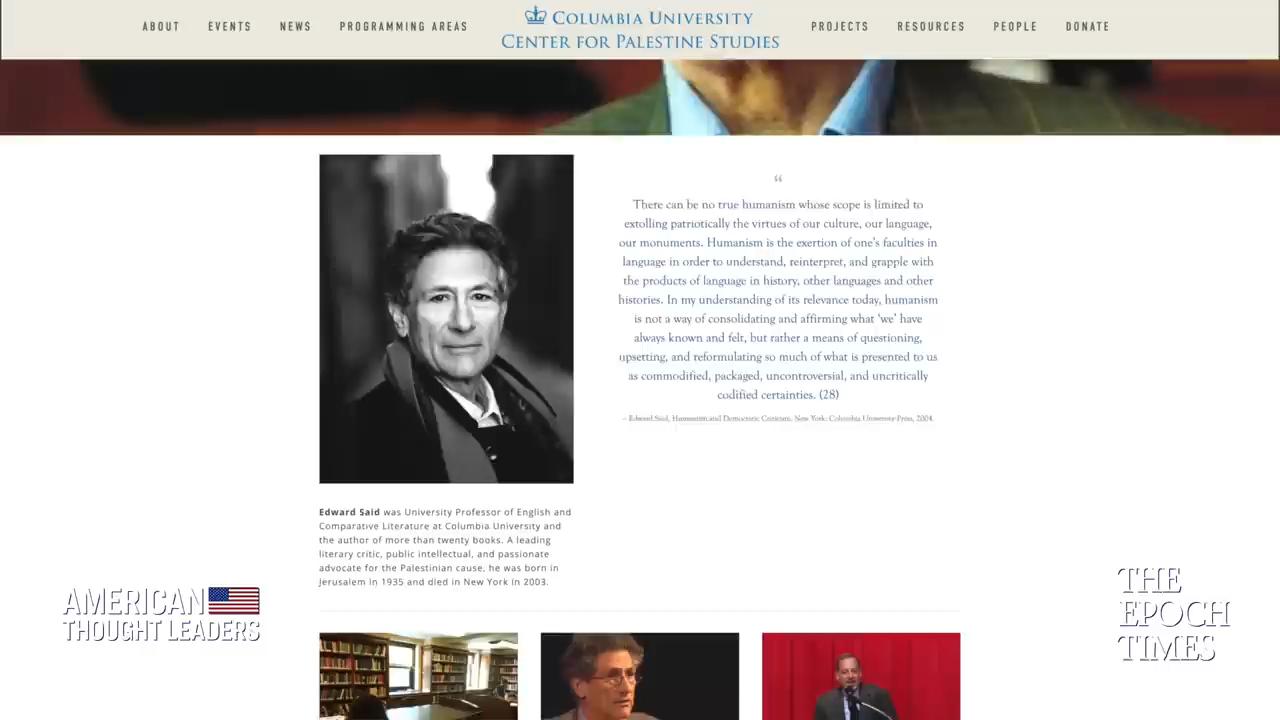 ABOUT
EVENTS
NEWS
PROGRAMMING AREAS
COLUMBIA UNIVERSITY
CENTER FOR PALESTINE STUDIES
PROJECTS
RESOURCES
PEOPLE
DONATE
“
There can be no true humanism whose scope is limited to
extolling patriotically the virtues of our culture, our language,
our monuments. Humanism is the exertion of one's faculties in
language in order to understand, reinterpret, and grapple with
the products of language in history, other languages and other
histories. In my understanding of its relevance today, humanism
is not a way of consolidating and affirming what 'we' have
always known and felt, but rather a means of questioning,
upsetting, and reformulating so much of what is presented to us
as commodified, packaged, uncontroversial, and uncritically
codified certainties. (28)
– Edward Said, Humanism and Democratic Criticism. New York: Columbia University Press, 2004.
Edward Said was University Professor of English and
Comparative Literature at Columbia University and
the author of more than twenty books. A leading
literary critic, public intellectual, and passionate
advocate for the Palestinian cause, he was born in
Jerusalem in 1935 and died in New York in 2003.
AMERICAN
THOUGHT LEADERS
THE
EPOCH
TIMES